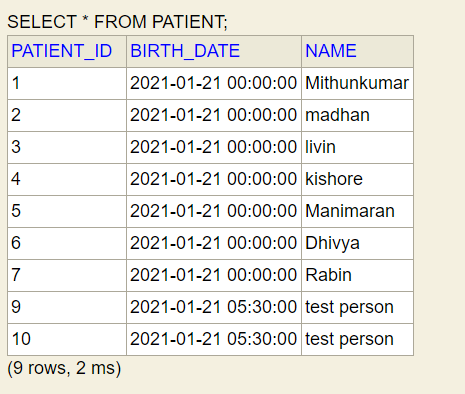 SELECT * FROM PATIENT;
PATIENT_ID BIRTH_DATE NAME
1 2021-01-21 00:00:00 Mithunkumar
2 2021-01-21 00:00:00 madhan
3 2021-01-21 00:00:00 livin
4 2021-01-21 00:00:00 kishore
5 2021-01-21 00:00:00 Manimaran
6 2021-01-21 00:00:00 Dhivya
7 2021-01-21 00:00:00 Rabin
9 2021-01-21 05:30:00 test person
10 2021-01-21 05:30:00 test person
(9 rows, 2 ms)